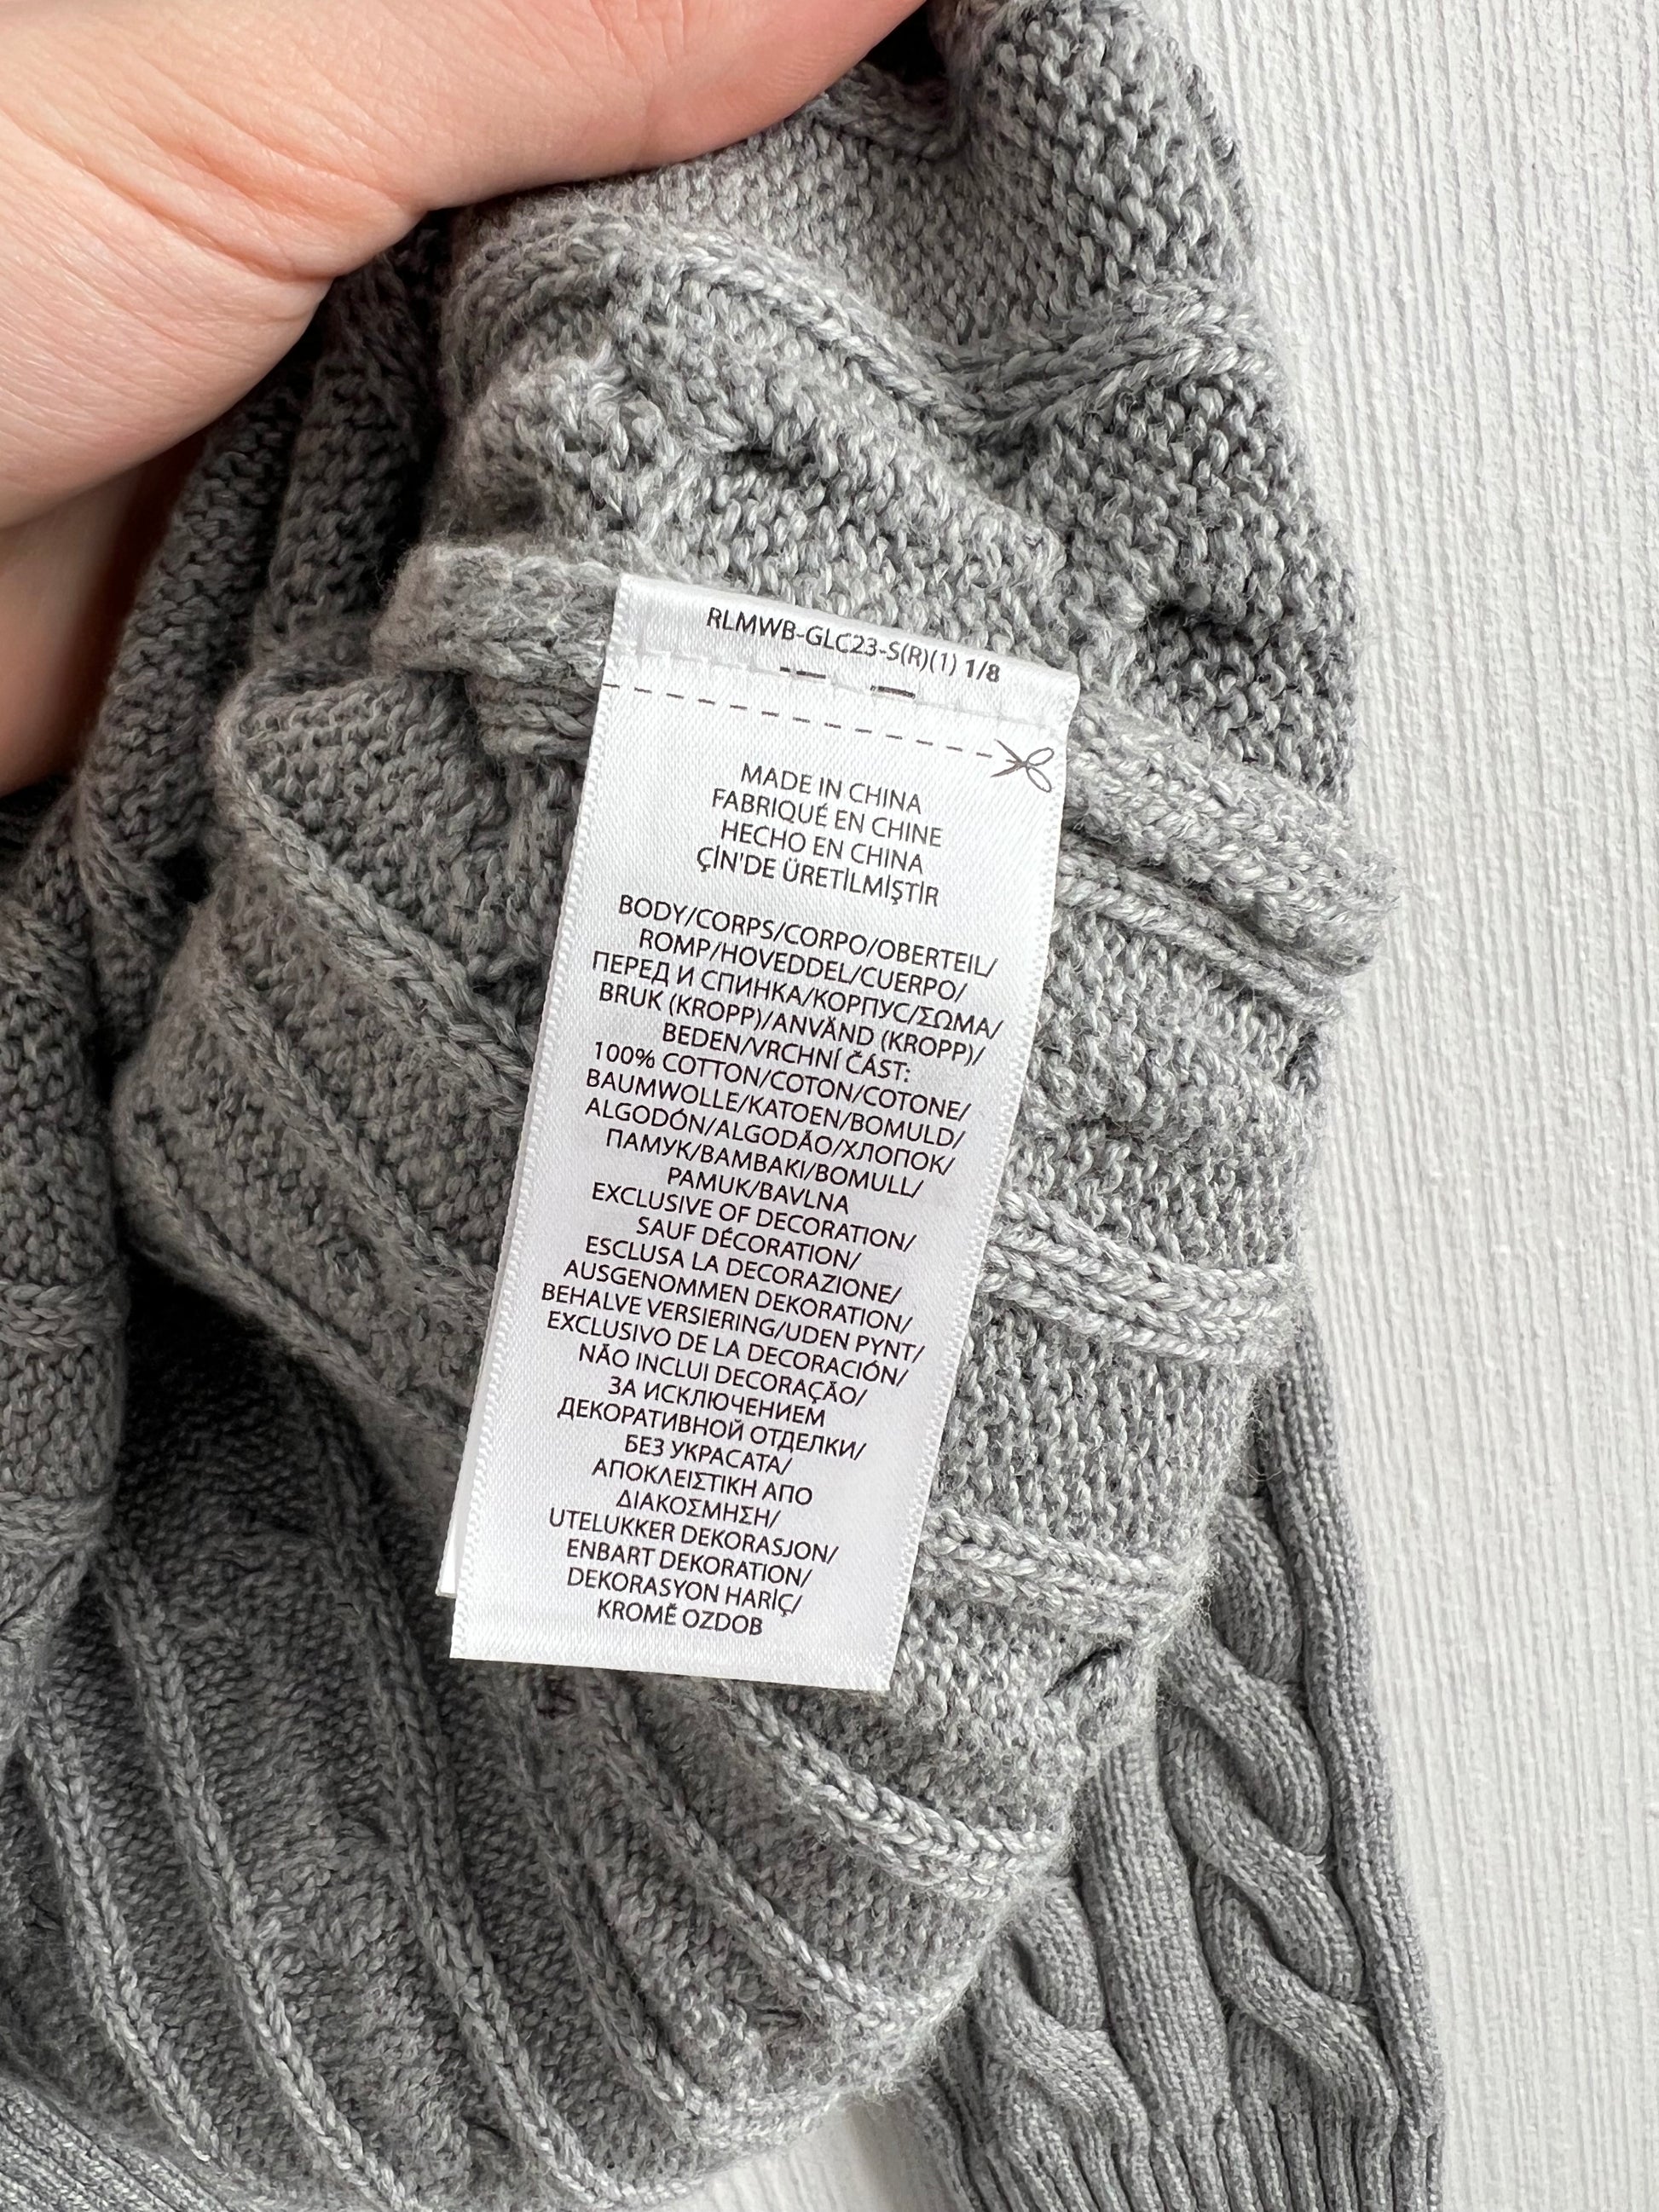 RLMWB-GLC23-S(R)(1) 1/8
MADE IN CHINA
FABRIQUÉ EN CHINE
HECHO EN CHINA
ÇİN'DE ÜRETİLMİŞTİR
BODY/CORPS/CORPO/OBERTEIL/
ROMP/HOVEDDEL/CUERPO/
ПЕРЕД И СПИНКА/КОРПУС/ΣΩΜΑ/
BRUK (KROPP)/ANVÄND (KROPP)/
BEDEN/VRCHNÍ ČÁST:
100% COTTON/COTON/COTONE/
BAUMWOLLE/KATOEN/BOMULD/
ALGODÓN/ALGODÃO/ХЛОПОК/
ПАМУК/BAMBAKI/BOMULL/
PAMUK/BAVLNA
EXCLUSIVE OF DECORATION/
SAUF DÉCORATION/
ESCLUSA LA DECORAZIONE/
AUSGENOMMEN DEKORATION/
BEHALVE VERSIERING/UDEN PYNT/
EXCLUSIVO DE LA DECORACIÓN/
NÃO INCLUI DECORAÇÃO/
ЗА ИСКЛЮЧЕНИЕМ
ДЕКОРАТИВНОЙ ОТДЕЛКИ/
БЕЗ УКРАСАТА/
ΑΠΟΚΛΕΙΣΤΙΚΗ ΑΠΟ
ΔΙΑΚΟΣΜΗΣΗ/
UTELUKKER DEKORASJON/
ENBART DEKORATION/
DEKORASYON HARİÇ/
KROMĚ OZDOB